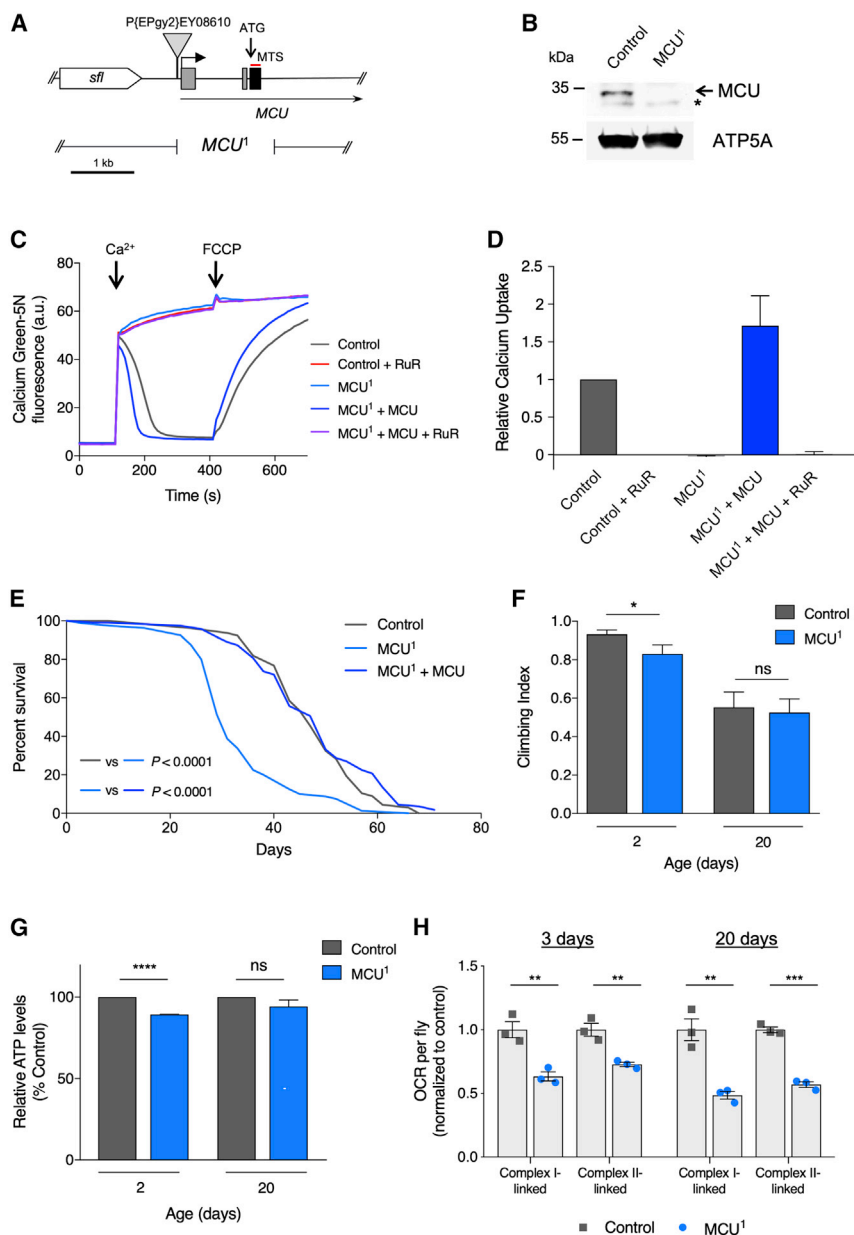 A
P{EPgy2}EY08610
ATG
MTS
sfl
MCU
MCU¹
1 kb
B
Control
MCU¹
kDa
35
MCU
*
55
ATP5A
C
Ca²⁺
FCCP
80
60
40
20
0
Calcium Green-5N
fluorescence (a.u.)
0
200
400
600
Time (s)
Control
Control + RuR
MCU¹
MCU¹ + MCU
MCU¹ + MCU + RuR
D
2.5
2
1.5
1
0.5
0
Relative Calcium Uptake
Control
Control + RuR
MCU¹
MCU¹ + MCU
MCU¹ + MCU + RuR
E
100
80
60
40
20
0
Percent survival
Control
MCU¹
MCU¹ + MCU
vs P < 0.0001
vs P < 0.0001
0
20
40
60
80
Days
F
Control
MCU¹
1.0
0.8
0.6
0.4
0.2
0.0
Climbing Index
*
ns
2
20
Age (days)
G
Control
MCU¹
100
50
0
Relative ATP levels
(% Control)
****
ns
2
20
Age (days)
H
3 days
20 days
**
**
**
***
1.5
1.0
0.5
0.0
OCR per fly
(normalized to control)
Complex I-
linked
Complex II-
linked
Complex I-
linked
Complex II-
linked
Control
MCU¹